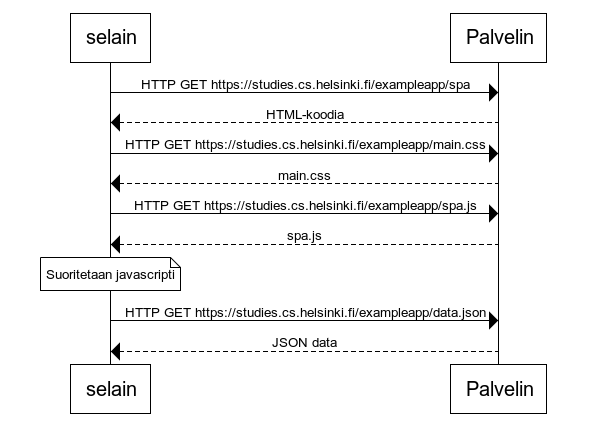 selain
Palvelin
HTTP GET https://studies.cs.helsinki.fi/exampleapp/spa
HTML-koodia
HTTP GET https://studies.cs.helsinki.fi/exampleapp/main.css
main.css
HTTP GET https://studies.cs.helsinki.fi/exampleapp/spa.js
spa.js
Suoritetaan javascripti
HTTP GET https://studies.cs.helsinki.fi/exampleapp/data.json
JSON data
selain
Palvelin